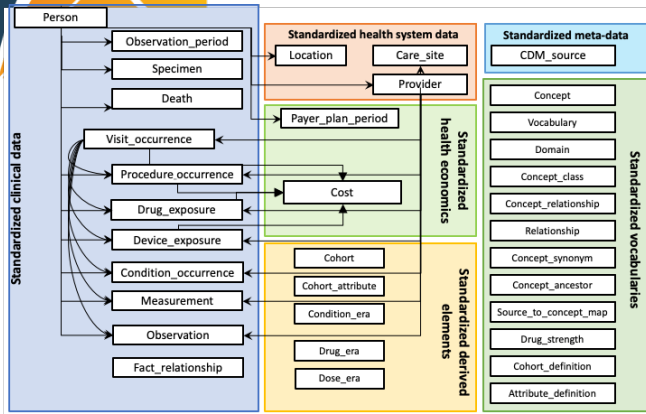 Person
Standardized clinical data
Observation_period
Specimen
Death
Visit_occurrence
Procedure_occurrence
Drug_exposure
Device_exposure
Condition_occurrence
Measurement
Observation
Fact_relationship
Standardized health system data
Location
Care_site
Provider
Payer_plan_period
Cost
Standardized
health economics
Cohort
Cohort_attribute
Condition_era
Drug_era
Dose_era
Standardized derived
elements
Standardized meta-data
CDM_source
Concept
Vocabulary
Domain
Concept_class
Concept_relationship
Relationship
Concept_synonym
Concept_ancestor
Source_to_concept_map
Drug_strength
Cohort_definition
Attribute_definition
Standardized vocabularies